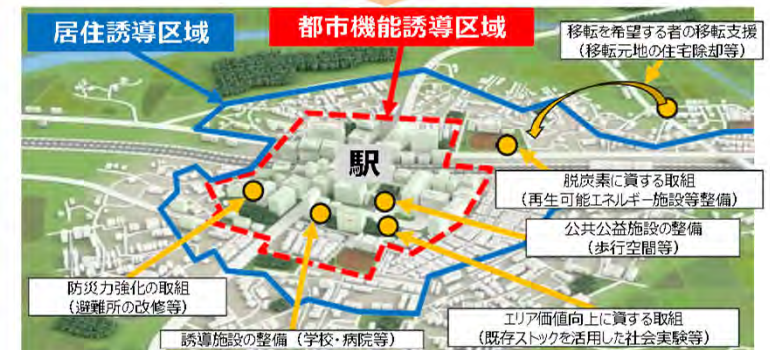 居住誘導区域
都市機能誘導区域
移転を希望する者の移転支援
（移転元地の住宅除却等）
駅
脱炭素に資する取組
（再生可能エネルギー施設等整備）
公共公益施設の整備
（歩行空間等）
防災力強化の取組
（避難所の改修等）
エリア価値向上に資する取組
（既存ストックを活用した社会実験等）
誘導施設の整備（学校・病院等）